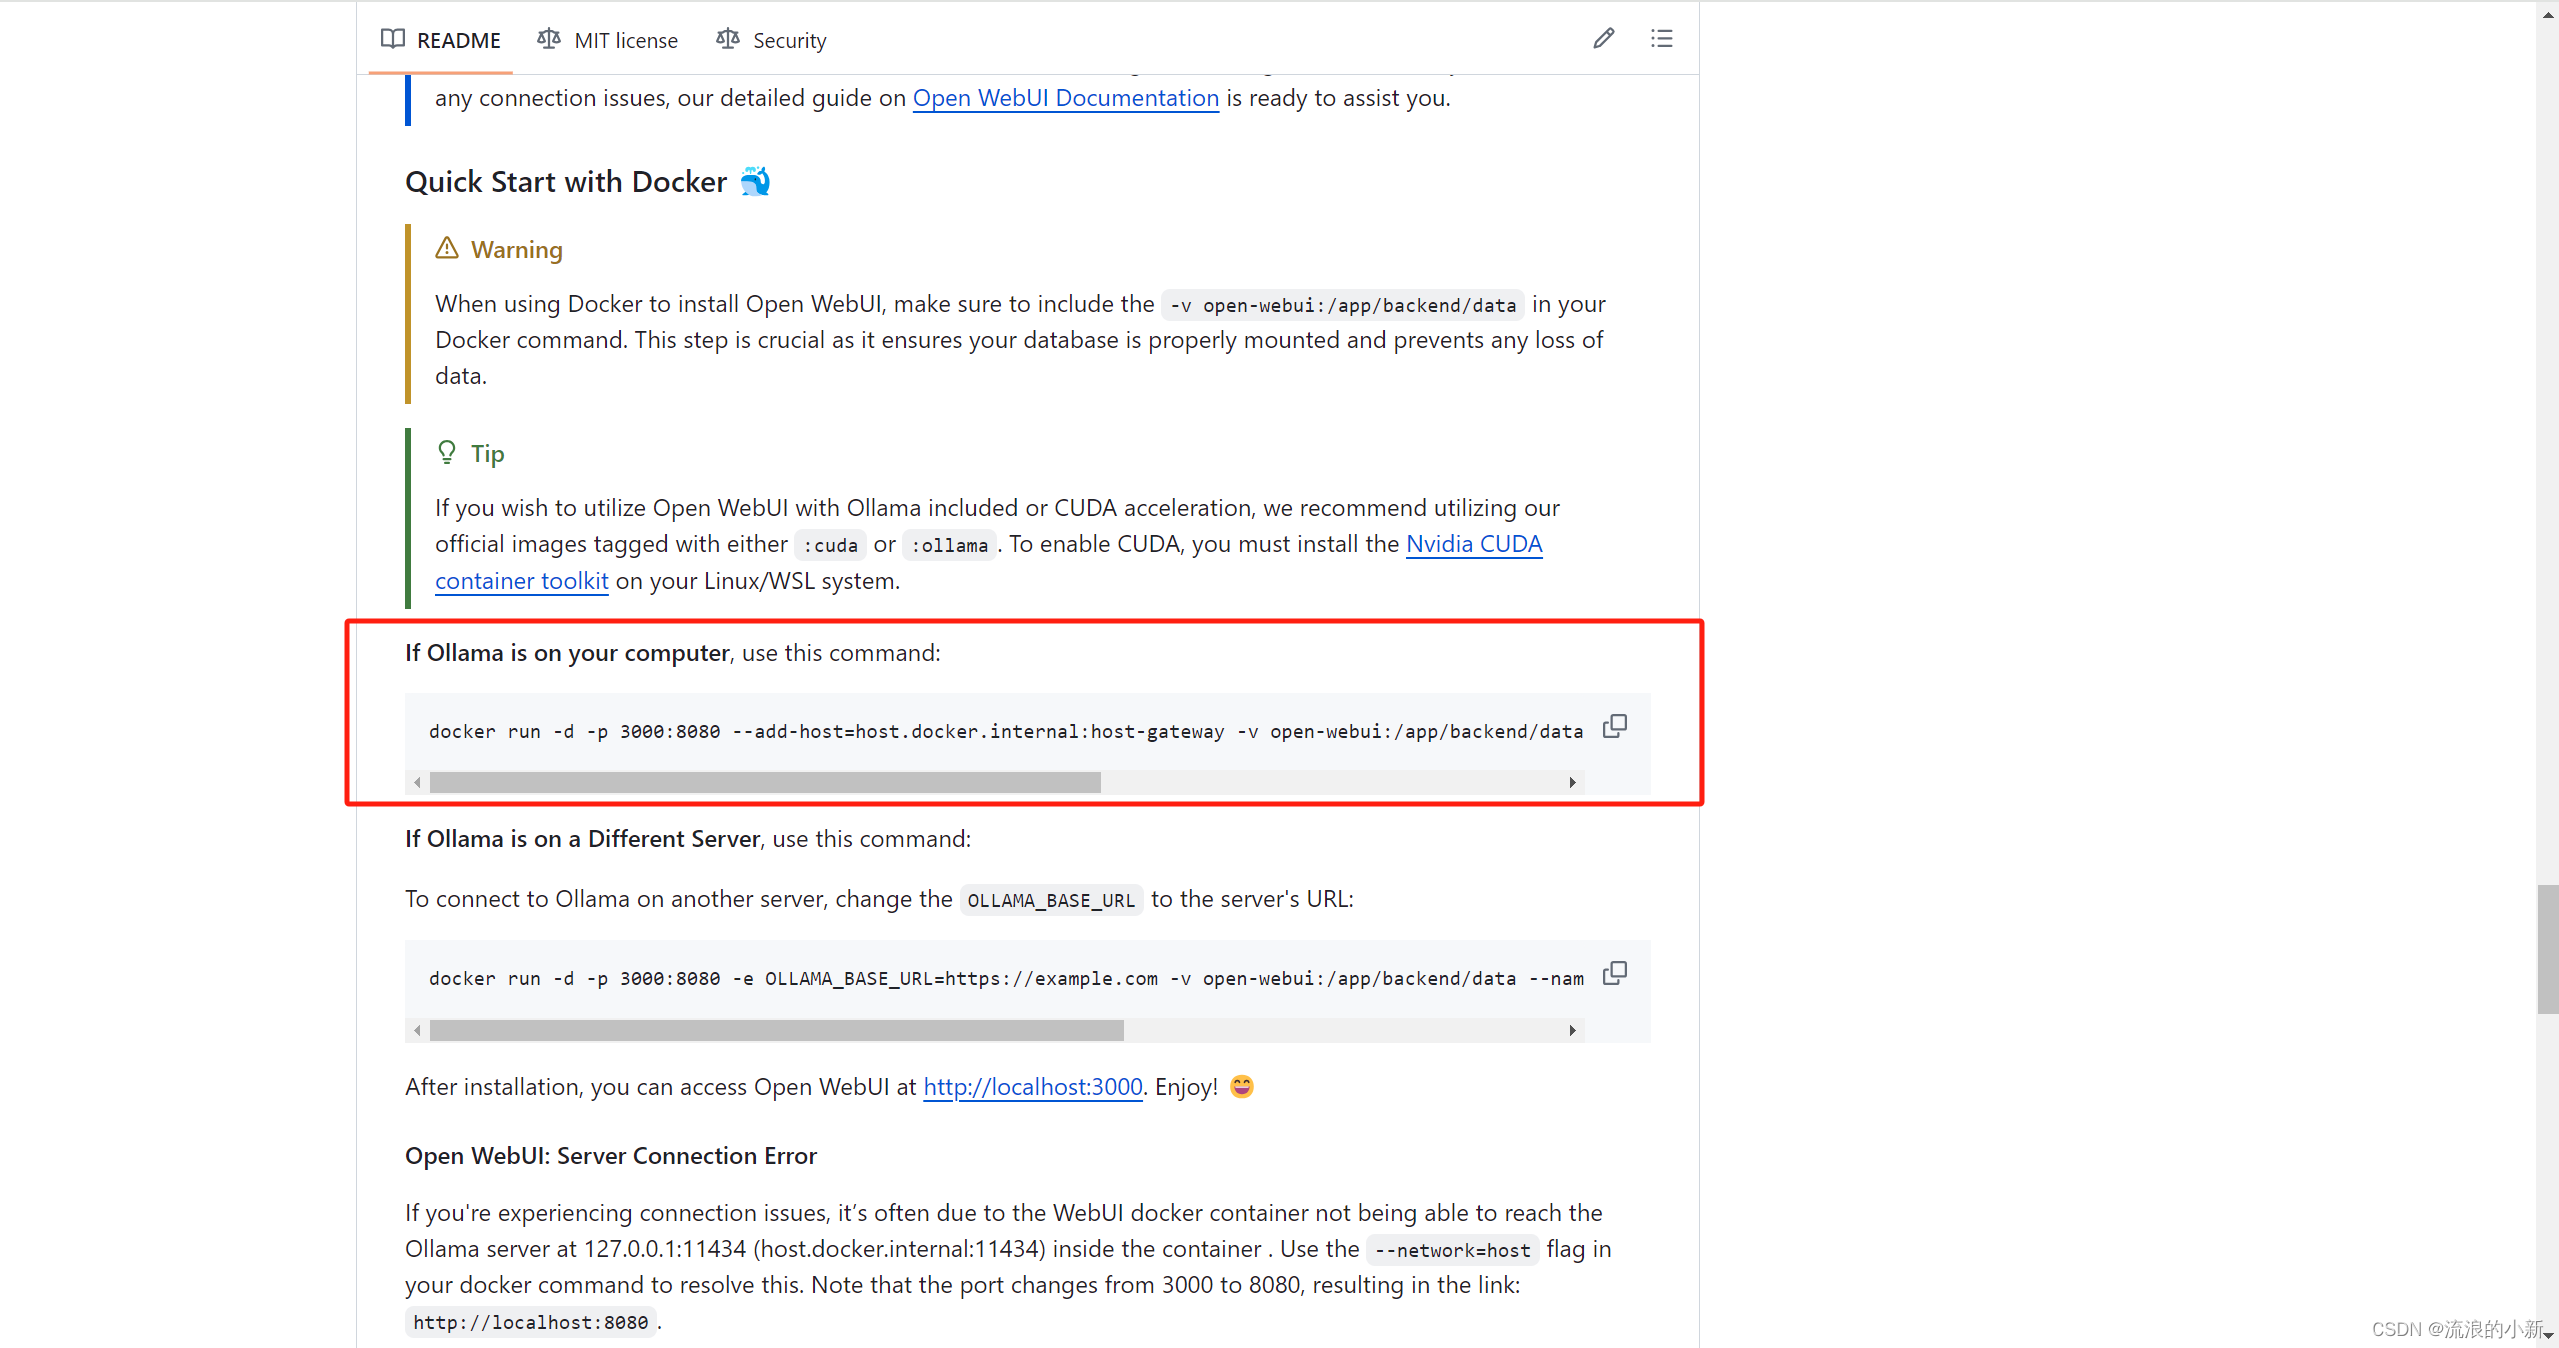 README MIT license Security
any connection issues, our detailed guide on Open WebUI Documentation is ready to assist you.
Quick Start with Docker 🐳
Warning
When using Docker to install Open WebUI, make sure to include the -v open-webui:/app/backend/data in your
Docker command. This step is crucial as it ensures your database is properly mounted and prevents any loss of
data.
Tip
If you wish to utilize Open WebUI with Ollama included or CUDA acceleration, we recommend utilizing our
official images tagged with either :cuda or :ollama. To enable CUDA, you must install the Nvidia CUDA
container toolkit on your Linux/WSL system.
If Ollama is on your computer, use this command:
docker run -d -p 3000:8080 --add-host=host.docker.internal:host-gateway -v open-webui:/app/backend/data
If Ollama is on a Different Server, use this command:
To connect to Ollama on another server, change the OLLAMA_BASE_URL to the server's URL:
docker run -d -p 3000:8080 -e OLLAMA_BASE_URL=https://example.com -v open-webui:/app/backend/data --nam
After installation, you can access Open WebUI at http://localhost:3000. Enjoy! 😄
Open WebUI: Server Connection Error
If you're experiencing connection issues, it’s often due to the WebUI docker container not being able to reach the
Ollama server at 127.0.0.1:11434 (host.docker.internal:11434) inside the container . Use the --network=host flag in
your docker command to resolve this. Note that the port changes from 3000 to 8080, resulting in the link:
http://localhost:8080.
CSDN @流浪的小新